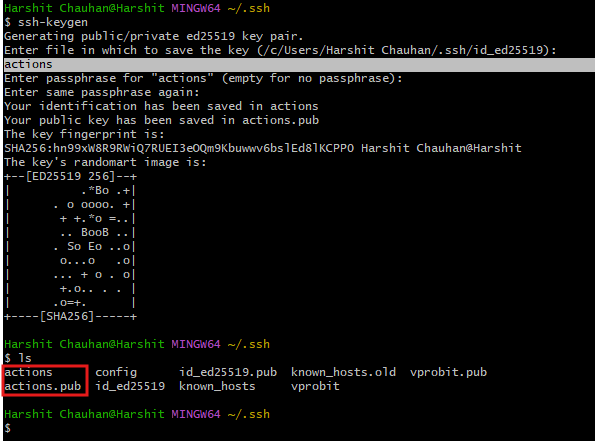 Harshit Chauhan@Harshit MINGW64 ~/.ssh
$ ssh-keygen
Generating public/private ed25519 key pair.
Enter file in which to save the key (/c/Users/Harshit Chauhan/.ssh/id_ed25519):
actions
Enter passphrase for "actions" (empty for no passphrase):
Enter same passphrase again:
Your identification has been saved in actions
Your public key has been saved in actions.pub
The key fingerprint is:
SHA256:hn99xW8R9RWiQ7RUEI3eOQm9Kbuwwv6bslEd8lKCPP0 Harshit Chauhan@Harshit
The key's randomart image is:
+--[ED25519 256]--+
|          .*Bo .+|
|      . o oooo. +|
|       + +.*o =..|
|       .. BooB ..|
|      . So Eo ..o|
|       o...o   .o|
|      ... + o . o|
|       +.o.. . . |
|      .o=+.      |
+----[SHA256]-----+
Harshit Chauhan@Harshit MINGW64 ~/.ssh
$ ls
actions      config      id_ed25519.pub  known_hosts.old  vprobit.pub
actions.pub  id_ed25519  known_hosts     vprobit
Harshit Chauhan@Harshit MINGW64 ~/.ssh
$